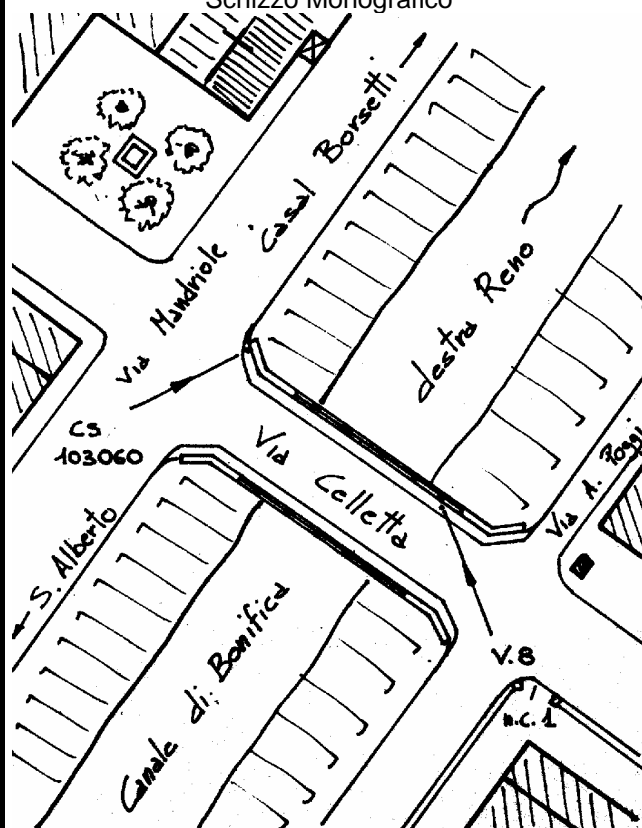 Schizzo Monografico
Casal Borsetti
Via Mandriole
destra Reno
CS
103060
Via
Celletta
Via A. Poggi
← S. Alberto
V.8
n.c. 1
Canale di Bonifica